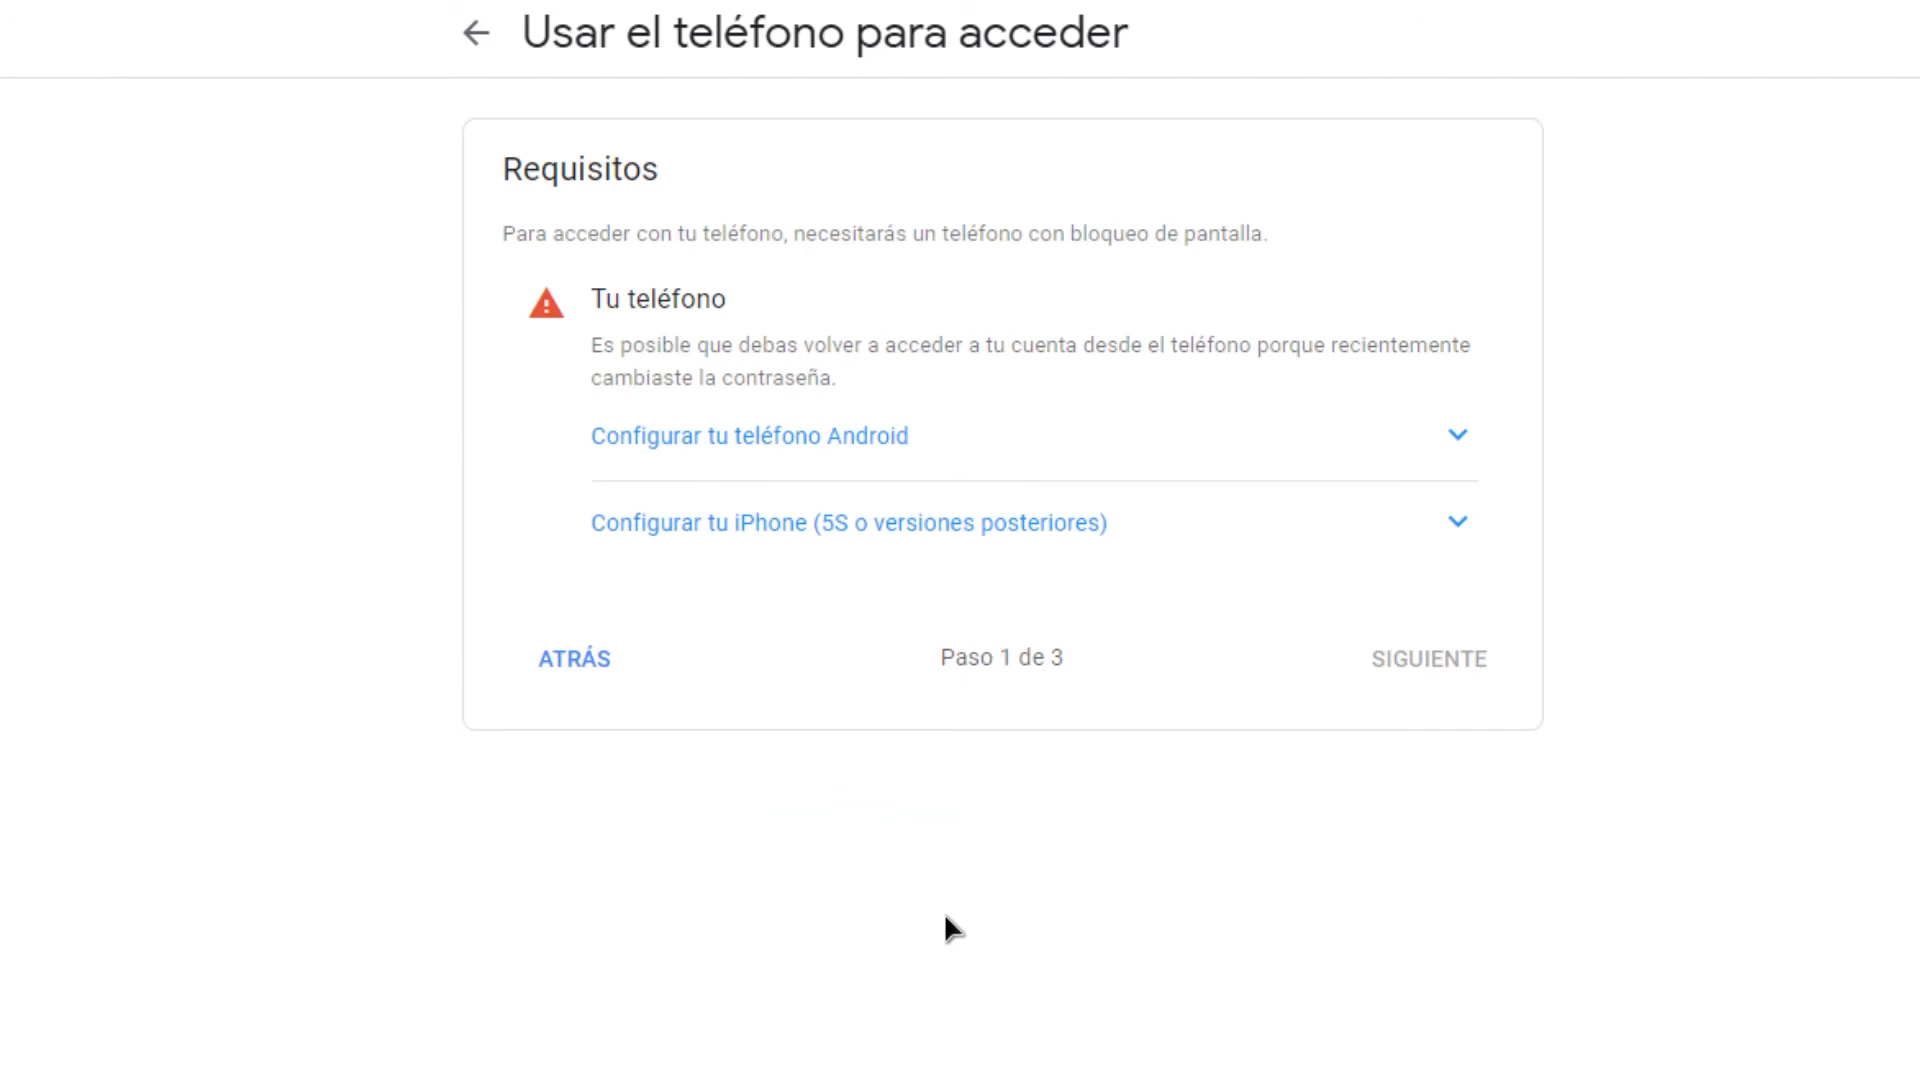 Usar el teléfono para acceder
Requisitos
Para acceder con tu teléfono, necesitarás un teléfono con bloqueo de pantalla.
Tu teléfono
Es posible que debas volver a acceder a tu cuenta desde el teléfono porque recientemente
cambiaste la contraseña.
Configurar tu teléfono Android
Configurar tu iPhone (5S o versiones posteriores)
ATRÁS
Paso 1 de 3
SIGUIENTE